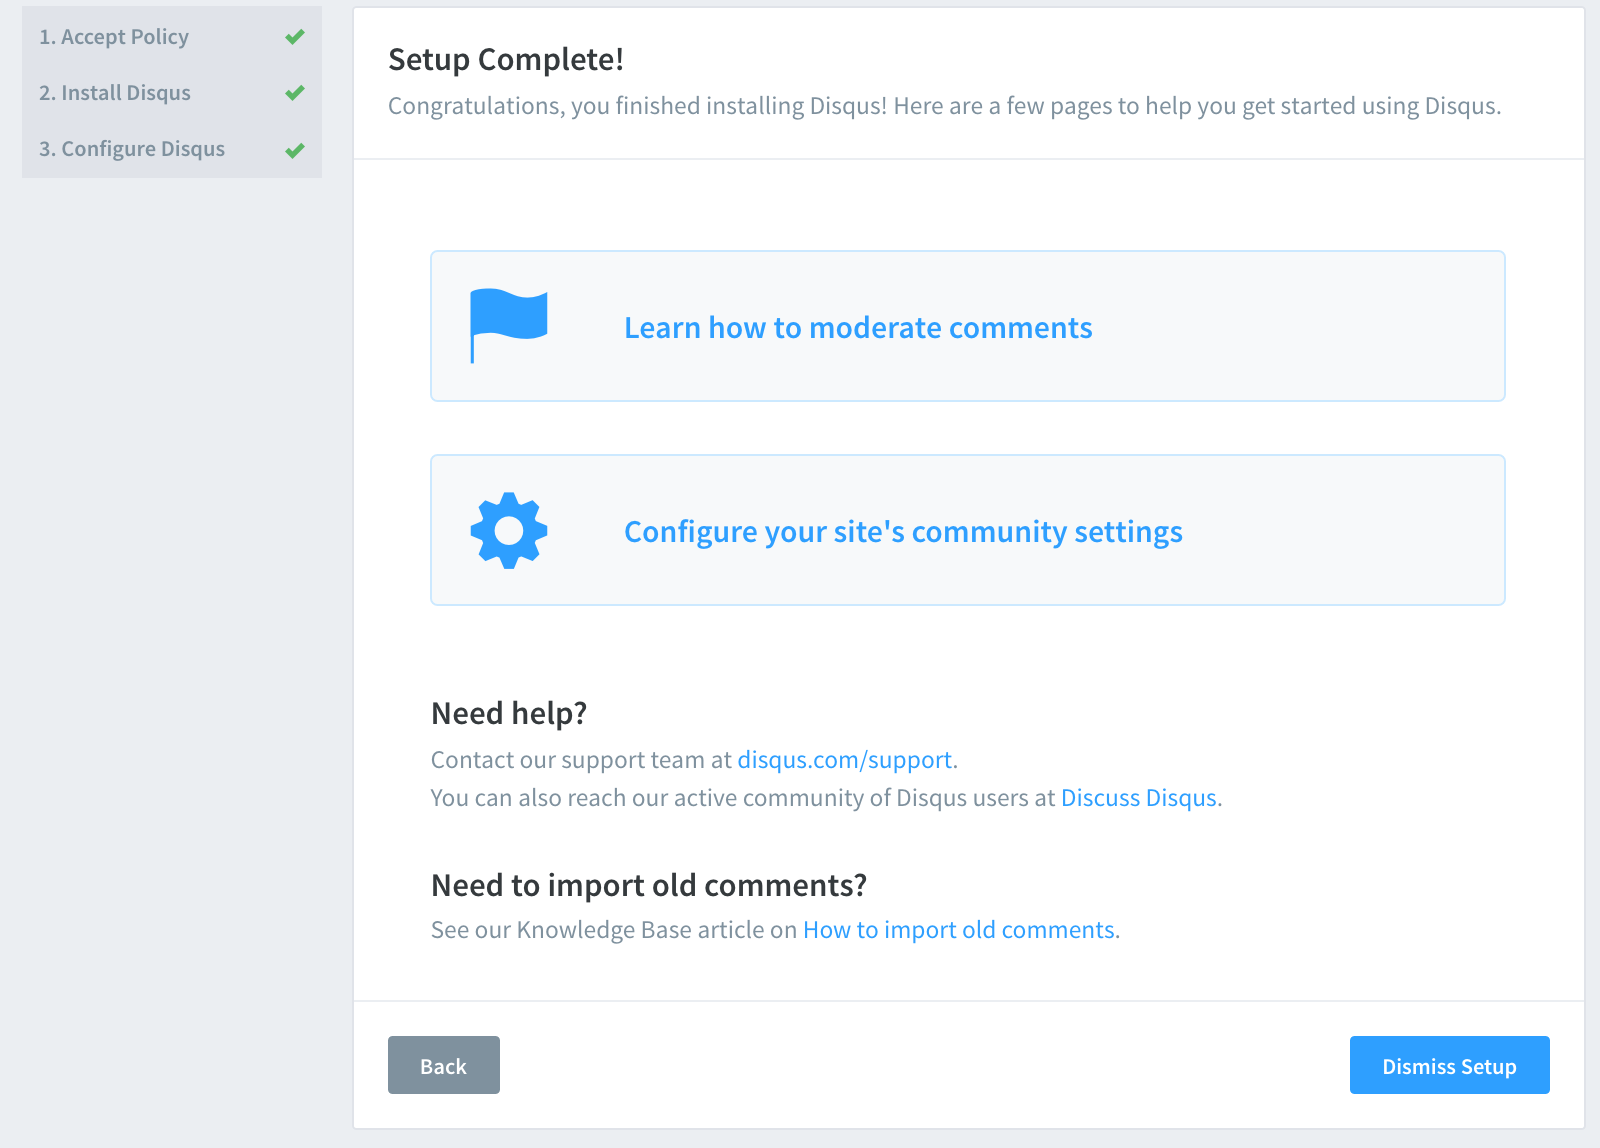 1. Accept Policy
2. Install Disqus
3. Configure Disqus
Setup Complete!
Congratulations, you finished installing Disqus! Here are a few pages to help you get started using Disqus.
Learn how to moderate comments
Configure your site's community settings
Need help?
Contact our support team at disqus.com/support.
You can also reach our active community of Disqus users at Discuss Disqus.
Need to import old comments?
See our Knowledge Base article on How to import old comments.
Back
Dismiss Setup